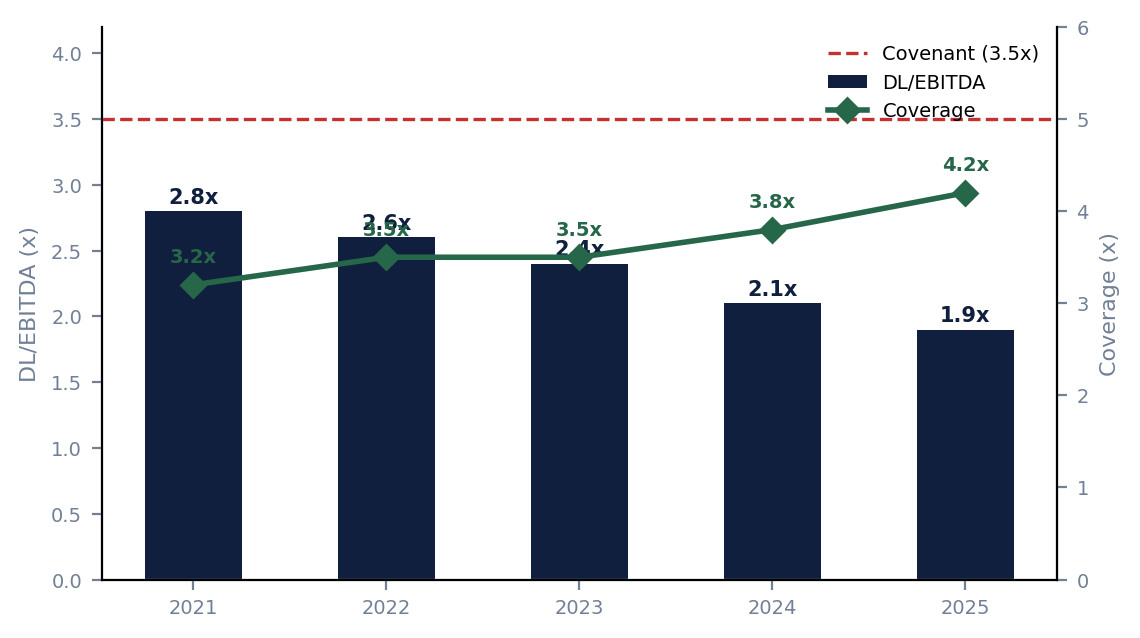 Covenant (3.5x)
DL/EBITDA
Coverage
DL/EBITDA (x)
4.0
3.5
3.0
2.5
2.0
1.5
1.0
0.5
0.0
2.8x
2.6x
2.4x
2.1x
1.9x
3.2x
3.5x
3.5x
3.8x
4.2x
6
5
4
3
2
1
0
Coverage (x)
2021 2022 2023 2024 2025